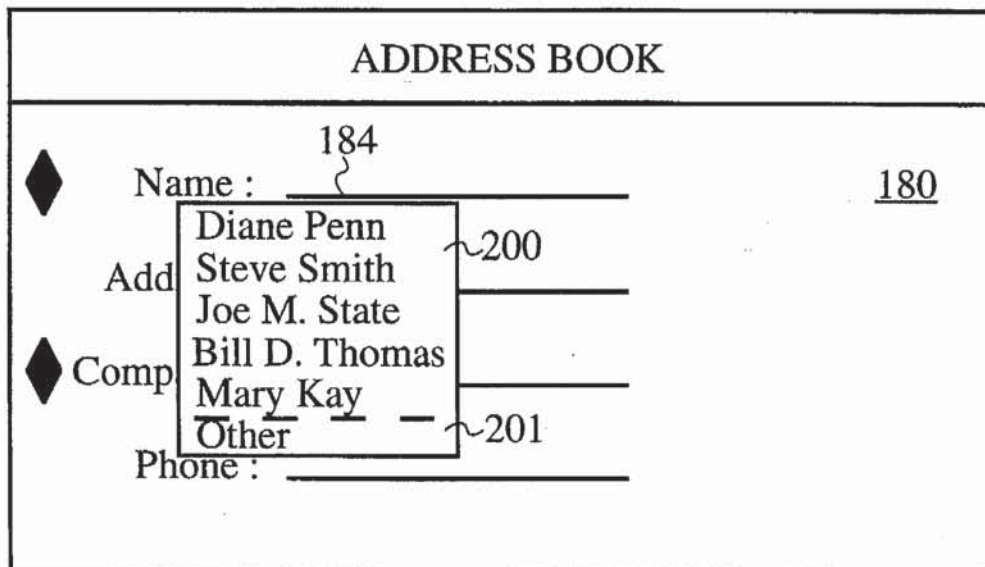 ADDRESS BOOK
184
Name : 180
Diane Penn 200
Add Steve Smith
Joe M. State
Bill D. Thomas
Comp
Mary Kay
Other 201
Phone :